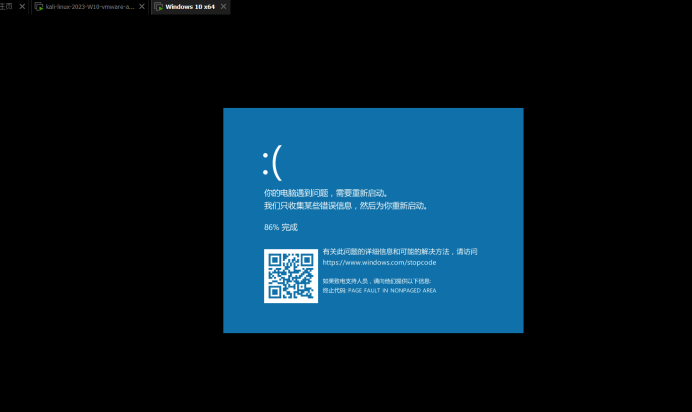 主页
kali-linux-2023-W10-vmware-a...
Windows 10 x64
:(
你的电脑遇到问题，需要重新启动。
我们只收集某些错误信息，然后为你重新启动。
86% 完成
有关此问题的详细信息和可能的解决方法，请访问
https://www.windows.com/stopcode
如果致电支持人员，请向他们提供以下信息:
终止代码: PAGE FAULT IN NONPAGED AREA